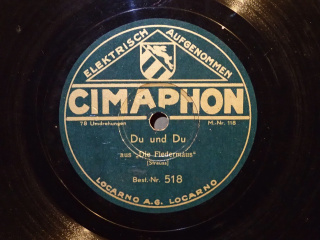 ELEKTRISCH AUFGENOMMEN
CIMAPHON
78 Umdrehungen
M.-Nr. 118
Du und Du
aus „Die Fledermaus"
(Strauss)
Best.-Nr. 518
LOCARNO A.G. LOCARNO